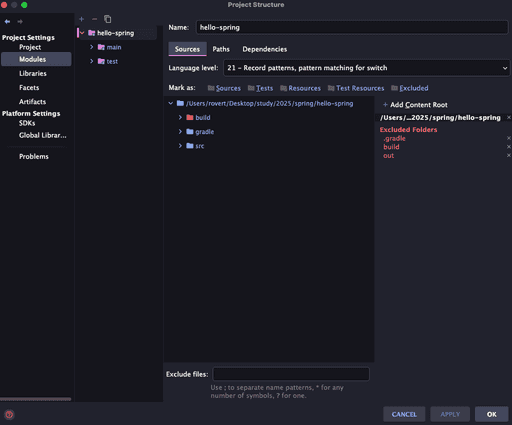 Project Structure
Project Settings
Project
Modules
Libraries
Facets
Artifacts
Platform Settings
SDKs
Global Librar...
Problems
hello-spring
main
test
Name: hello-spring
Sources Paths Dependencies
Language level: 21 - Record patterns, pattern matching for switch
Mark as: Sources Tests Resources Test Resources Excluded
/Users/rovert/Desktop/study/2025/spring/hello-spring
build
gradle
src
+ Add Content Root
/Users/...2025/spring/hello-spring
Excluded Folders
.gradle
build
out
Exclude files:
Use ; to separate name patterns, * for any
number of symbols, ? for one.
CANCEL APPLY OK